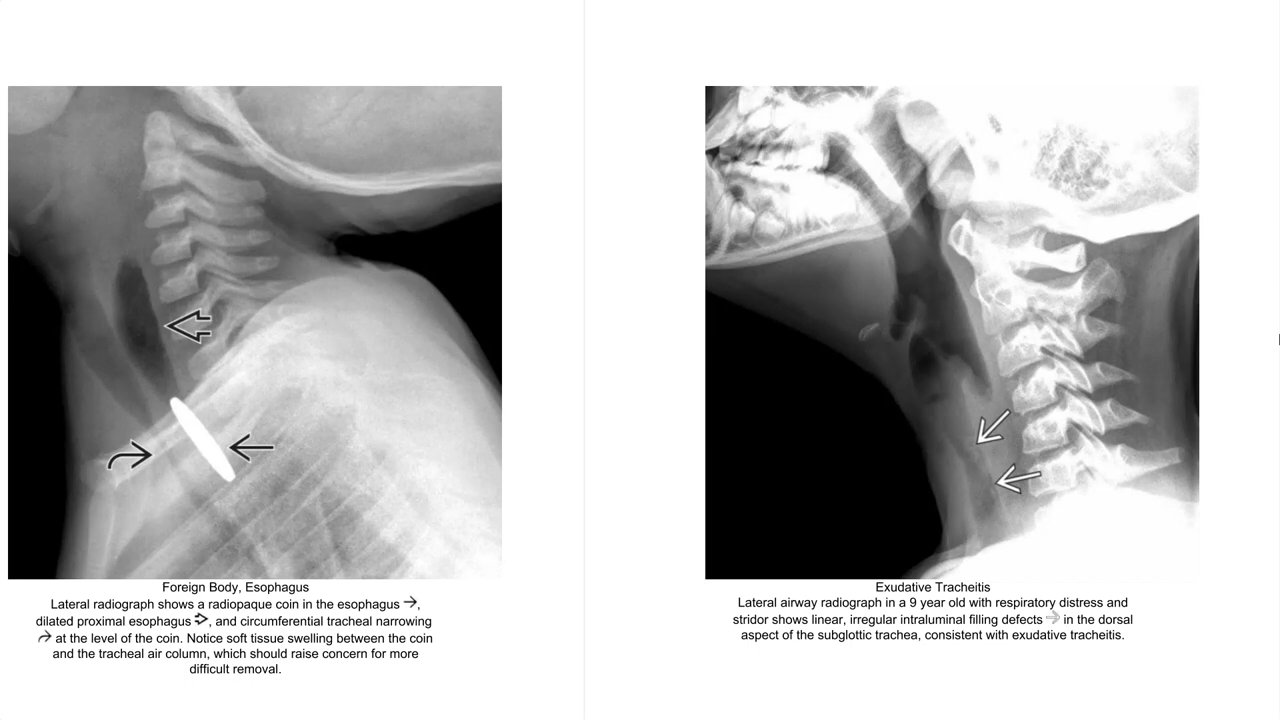 Foreign Body, Esophagus
Lateral radiograph shows a radiopaque coin in the esophagus →,
dilated proximal esophagus ➲, and circumferential tracheal narrowing
↱ at the level of the coin. Notice soft tissue swelling between the coin
and the tracheal air column, which should raise concern for more
difficult removal.
Exudative Tracheitis
Lateral airway radiograph in a 9 year old with respiratory distress and
stridor shows linear, irregular intraluminal filling defects → in the dorsal
aspect of the subglottic trachea, consistent with exudative tracheitis.